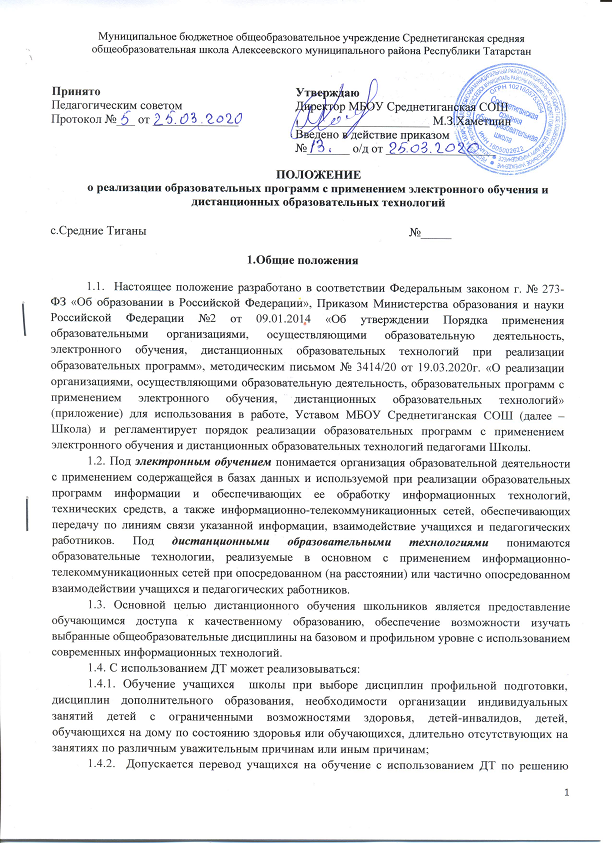 Муниципальное бюджетное общеобразовательное учреждение Среднетиганская средняя
общеобразовательная школа Алексеевского муниципального района Республики Татарстан
Принято
Педагогическим советом
Протокол № 5 от 25.03.2020
Утверждаю
Директор МБОУ Среднетиганская СОШ
М.З.Хаметшин
Введено в действие приказом
№ 13. о/д от 25.03.2020
Среднетиганская
средняя
общеобразовательная
школа
ПОЛОЖЕНИЕ
о реализации образовательных программ с применением электронного обучения и
дистанционных образовательных технологий
с.Средние Тиганы №_____
1.Общие положения
1.1. Настоящее положение разработано в соответствии Федеральным законом г. № 273-
ФЗ «Об образовании в Российской Федерации», Приказом Министерства образования и науки
Российской Федерации №2 от 09.01.2014 «Об утверждении Порядка применения
образовательными организациями, осуществляющими образовательную деятельность,
электронного обучения, дистанционных образовательных технологий при реализации
образовательных программ», методическим письмом № 3414/20 от 19.03.2020г. «О реализации
организациями, осуществляющими образовательную деятельность, образовательных программ с
применением электронного обучения, дистанционных образовательных технологий»
(приложение) для использования в работе, Уставом МБОУ Среднетиганская СОШ (далее –
Школа) и регламентирует порядок реализации образовательных программ с применением
электронного обучения и дистанционных образовательных технологий педагогами Школы.
1.2. Под электронным обучением понимается организация образовательной деятельности
с применением содержащейся в базах данных и используемой при реализации образовательных
программ информации и обеспечивающих ее обработку информационных технологий,
технических средств, а также информационно-телекоммуникационных сетей, обеспечивающих
передачу по линиям связи указанной информации, взаимодействие учащихся и педагогических
работников. Под дистанционными образовательными технологиями понимаются
образовательные технологии, реализуемые в основном с применением информационно-
телекоммуникационных сетей при опосредованном (на расстоянии) или частично опосредованном
взаимодействии учащихся и педагогических работников.
1.3. Основной целью дистанционного обучения школьников является предоставление
обучающимся доступа к качественному образованию, обеспечение возможности изучать
выбранные общеобразовательные дисциплины на базовом и профильном уровне с использованием
современных информационных технологий.
1.4. С использованием ДТ может реализовываться:
1.4.1. Обучение учащихся школы при выборе дисциплин профильной подготовки,
дисциплин дополнительного образования, необходимости организации индивидуальных
занятий детей с ограниченными возможностями здоровья, детей-инвалидов, детей,
обучающихся на дому по состоянию здоровья или обучающихся, длительно отсутствующих на
занятиях по различным уважительным причинам или иным причинам;
1.4.2. Допускается перевод учащихся на обучение с использованием ДТ по решению
1